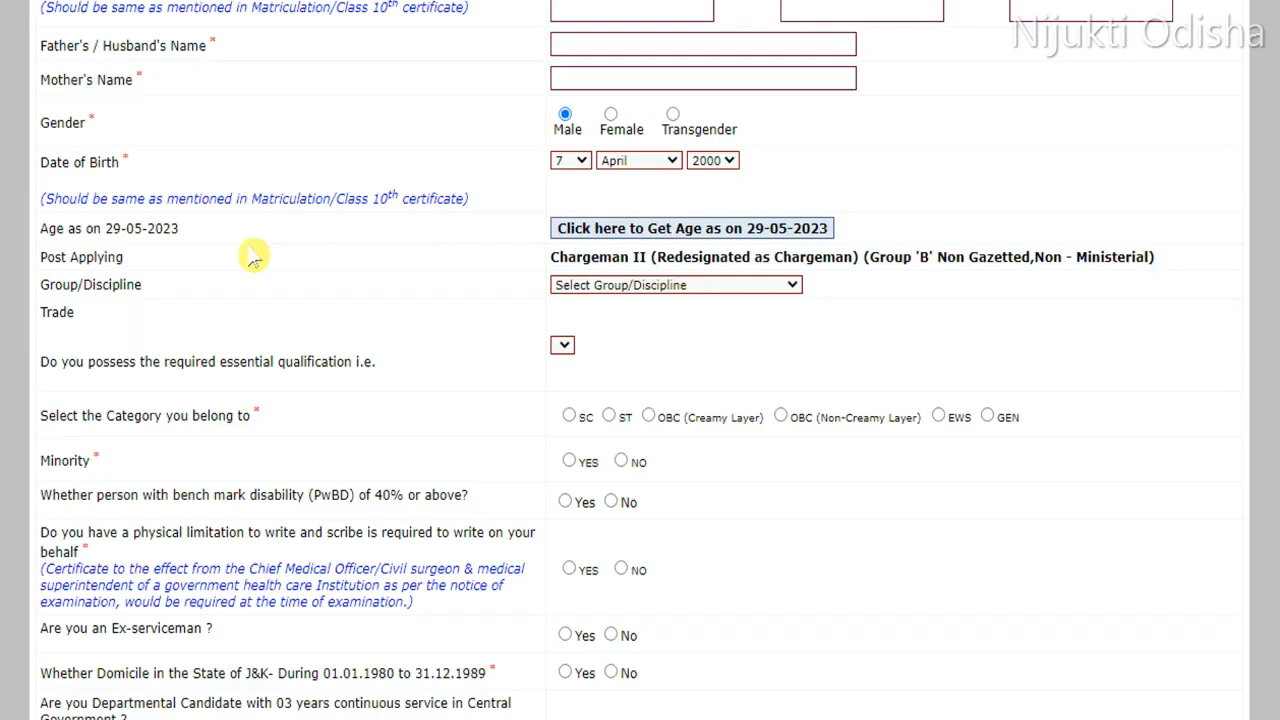 (Should be same as mentioned in Matriculation/Class 10th certificate)
Nijukti Odisha
Father's / Husband's Name *
Mother's Name *
Gender *
Male Female Transgender
Date of Birth *
7 April 2000
(Should be same as mentioned in Matriculation/Class 10th certificate)
Age as on 29-05-2023
Click here to Get Age as on 29-05-2023
Post Applying
Chargeman II (Redesignated as Chargeman) (Group 'B' Non Gazetted,Non - Ministerial)
Group/Discipline
Select Group/Discipline
Trade
Do you possess the required essential qualification i.e.
Select the Category you belong to *
SC ST OBC (Creamy Layer) OBC (Non-Creamy Layer) EWS GEN
Minority *
YES NO
Whether person with bench mark disability (PwBD) of 40% or above?
Yes No
Do you have a physical limitation to write and scribe is required to write on your
behalf *
(Certificate to the effect from the Chief Medical Officer/Civil surgeon & medical
superintendent of a government health care Institution as per the notice of
examination, would be required at the time of examination.)
YES NO
Are you an Ex-serviceman ?
Yes No
Whether Domicile in the State of J&K- During 01.01.1980 to 31.12.1989 *
Yes No
Are you Departmental Candidate with 03 years continuous service in Central
Government ?